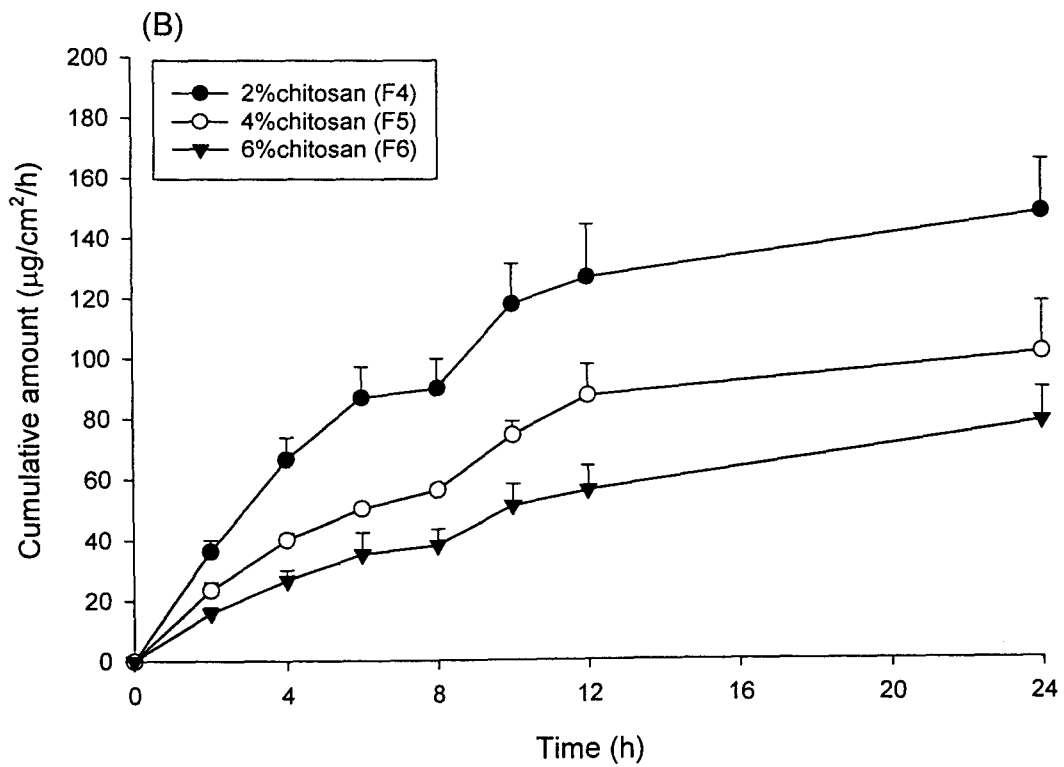 (B)
200
180
160
140
120
100
80
60
40
20
0
Cumulative amount (μg/cm²/h)
2%chitosan (F4)
4%chitosan (F5)
6%chitosan (F6)
0 4 8 12 16 20 24
Time (h)